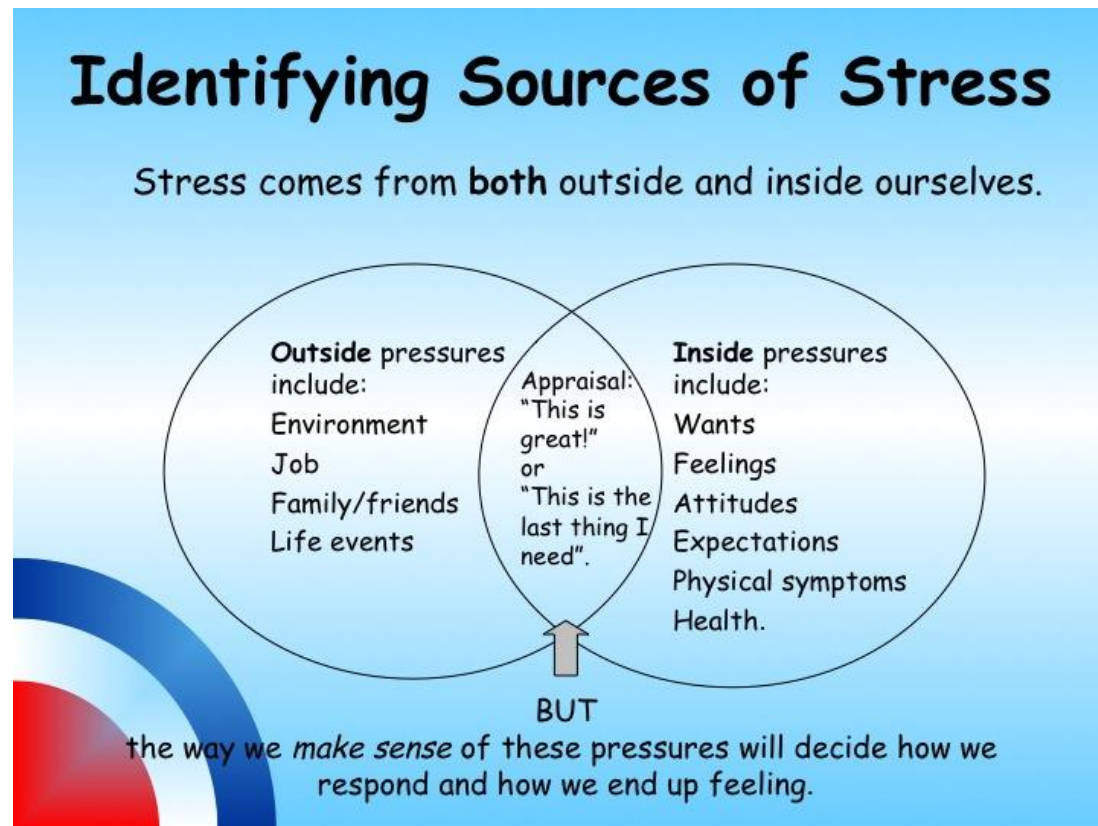 Identifying Sources of Stress
Stress comes from both outside and inside ourselves.
Outside pressures
include:
Environment
Job
Family/friends
Life events
Appraisal:
“This is
great!”
or
“This is the
last thing I
need”.
Inside pressures
include:
Wants
Feelings
Attitudes
Expectations
Physical symptoms
Health.
BUT
the way we make sense of these pressures will decide how we
respond and how we end up feeling.